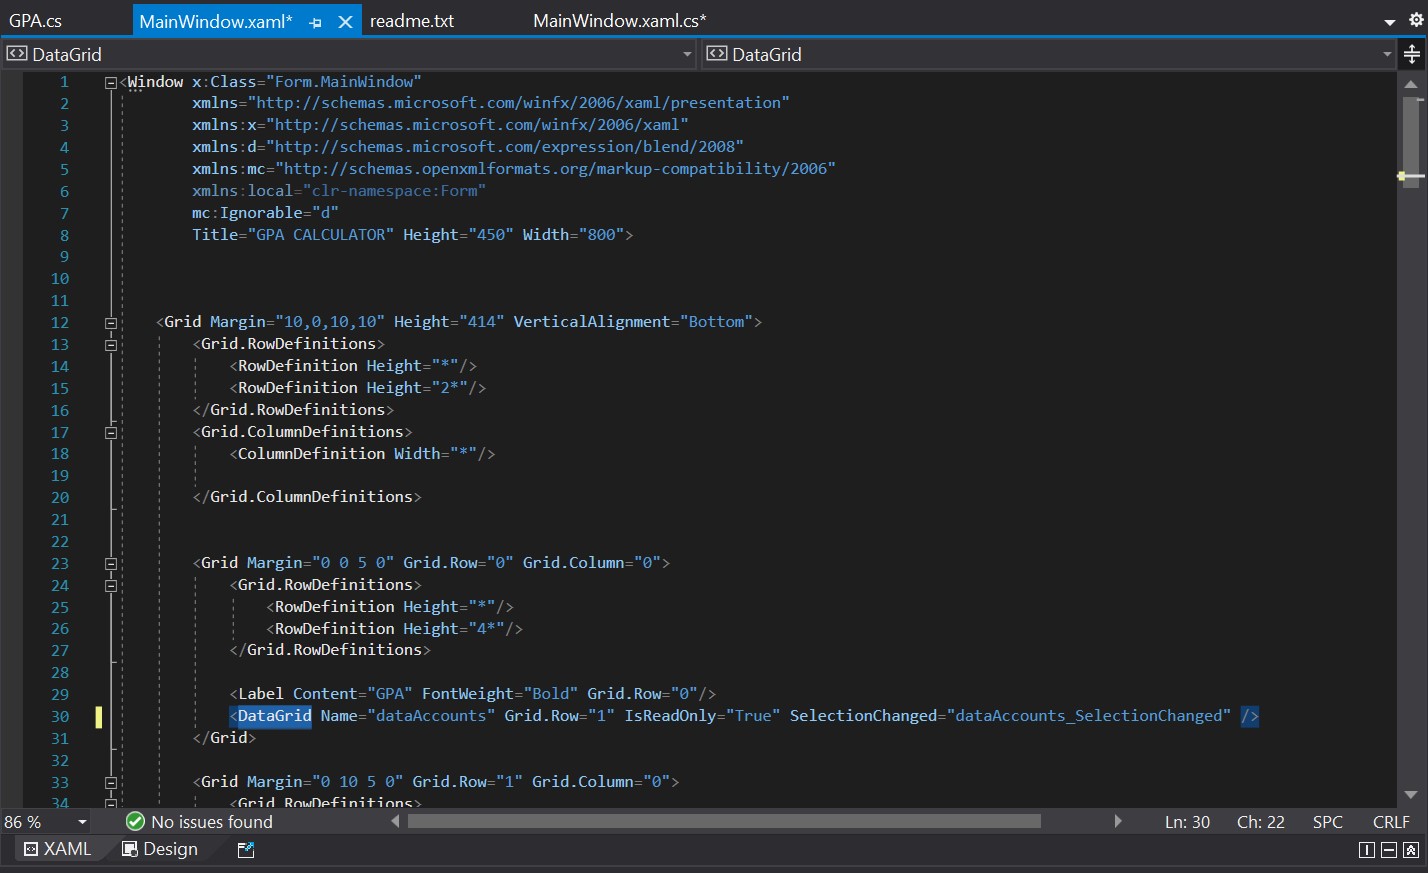 GPA.cs MainWindow.xaml* readme.txt MainWindow.xaml.cs*
DataGrid DataGrid
1 <Window x:Class="Form.MainWindow"
2 xmlns="http://schemas.microsoft.com/winfx/2006/xaml/presentation"
3 xmlns:x="http://schemas.microsoft.com/winfx/2006/xaml"
4 xmlns:d="http://schemas.microsoft.com/expression/blend/2008"
5 xmlns:mc="http://schemas.openxmlformats.org/markup-compatibility/2006"
6 xmlns:local="clr-namespace:Form"
7 mc:Ignorable="d"
8 Title="GPA CALCULATOR" Height="450" Width="800">
9
10
11
12 <Grid Margin="10,0,10,10" Height="414" VerticalAlignment="Bottom">
13 <Grid.RowDefinitions>
14 <RowDefinition Height="*"/>
15 <RowDefinition Height="2*"/>
16 </Grid.RowDefinitions>
17 <Grid.ColumnDefinitions>
18 <ColumnDefinition Width="*"/>
19
20 </Grid.ColumnDefinitions>
21
22
23 <Grid Margin="0 0 5 0" Grid.Row="0" Grid.Column="0">
24 <Grid.RowDefinitions>
25 <RowDefinition Height="*"/>
26 <RowDefinition Height="4*"/>
27 </Grid.RowDefinitions>
28
29 <Label Content="GPA" FontWeight="Bold" Grid.Row="0"/>
30 <DataGrid Name="dataAccounts" Grid.Row="1" IsReadOnly="True" SelectionChanged="dataAccounts_SelectionChanged" />
31 </Grid>
32
33 <Grid Margin="0 10 5 0" Grid.Row="1" Grid.Column="0">
34 <Grid.RowDefinitions>
86 % No issues found Ln: 30 Ch: 22 SPC CRLF
XAML Design